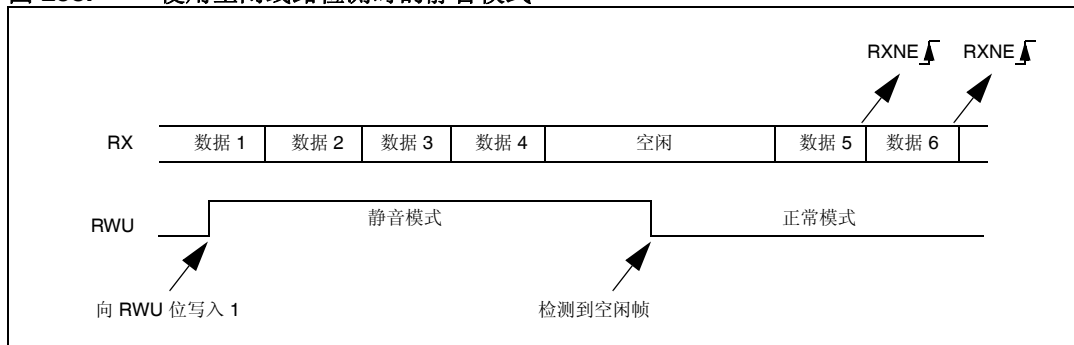 RXNE RXNE
RX 数据 1 数据 2 数据 3 数据 4 空闲 数据 5 数据 6
RWU 静音模式 正常模式
向 RWU 位写入 1 检测到空闲帧